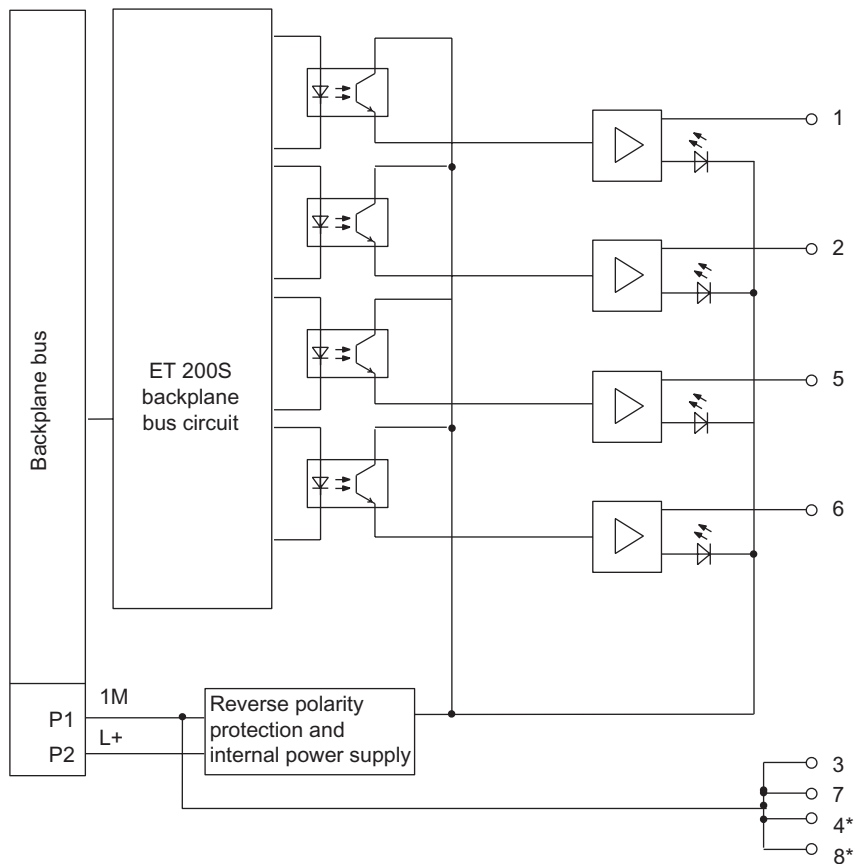 Backplane bus
ET 200S
backplane
bus circuit
1
2
5
6
1M
P1
L+
P2
Reverse polarity
protection and
internal power supply
3
7
4*
8*